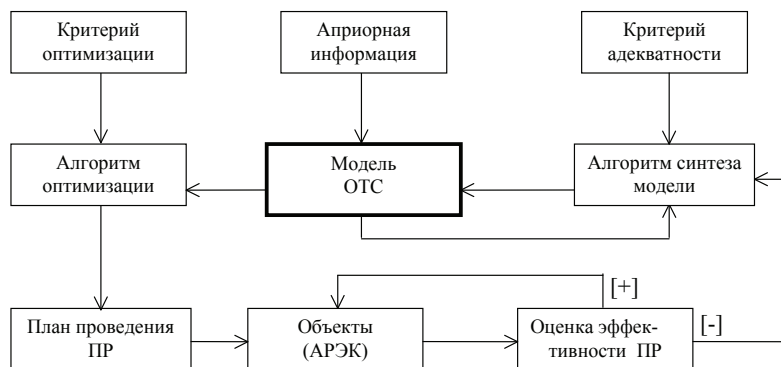 Критерий
оптимизации
Априорная
информация
Критерий
адекватности
Алгоритм
оптимизации
Модель
ОТС
Алгоритм синтеза
модели
[+]
План проведения
ПР
Объекты
(АРЭК)
Оценка эффек-
тивности ПР
[-]